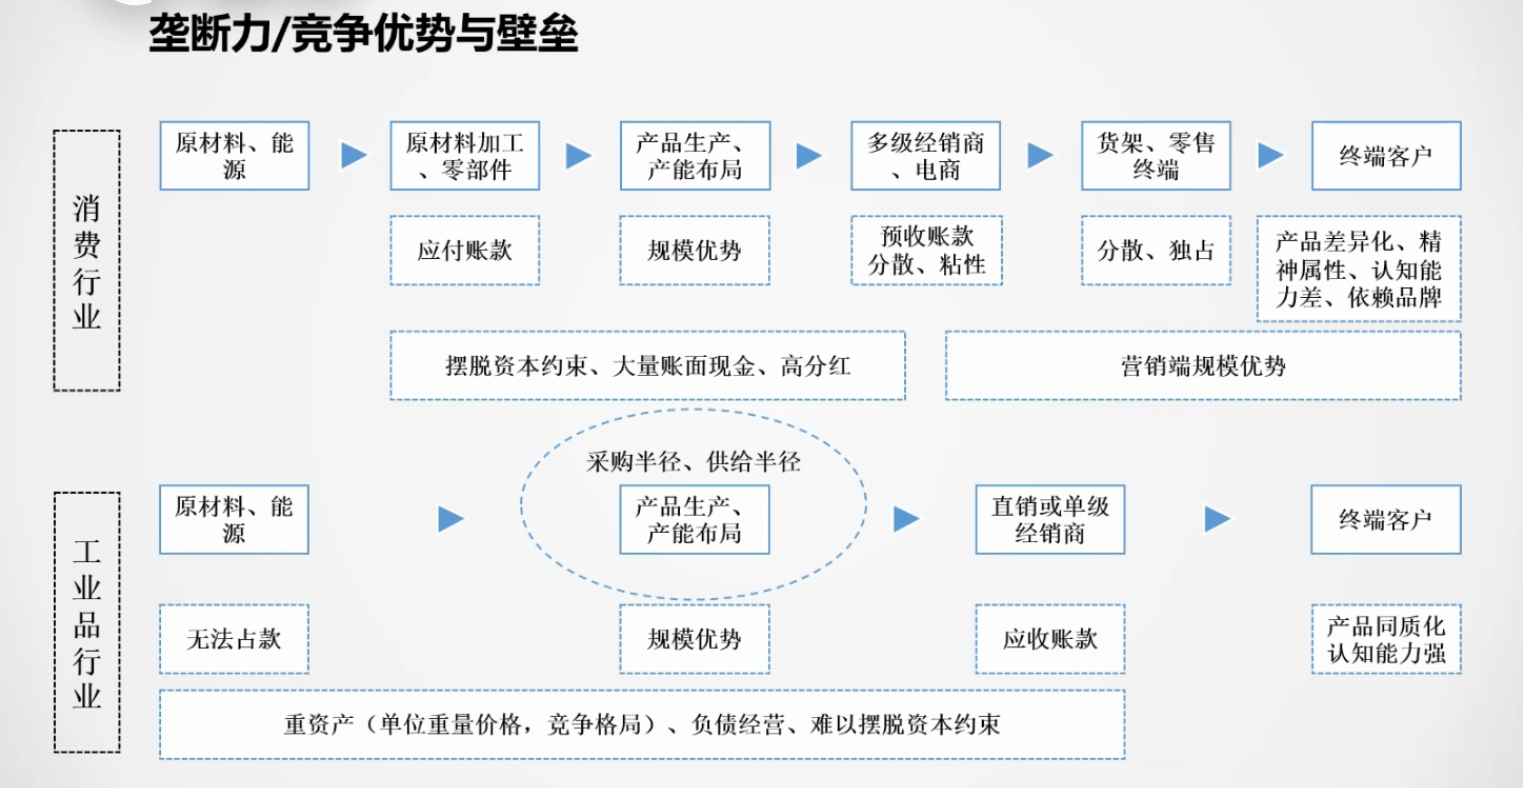 垄断力/竞争优势与壁垒
消费行业
原材料、能
源
原材料加工
、零部件
产品生产、
产能布局
多级经销商
、电商
货架、零售
终端
终端客户
应付账款
规模优势
预收账款
分散、粘性
分散、独占
产品差异化、精
神属性、认知能
力差、依赖品牌
摆脱资本约束、大量账面现金、高分红
营销端规模优势
工业品行业
采购半径、供给半径
原材料、能
源
产品生产、
产能布局
直销或单级
经销商
终端客户
无法占款
规模优势
应收账款
产品同质化
认知能力强
重资产（单位重量价格，竞争格局）、负债经营、难以摆脱资本约束